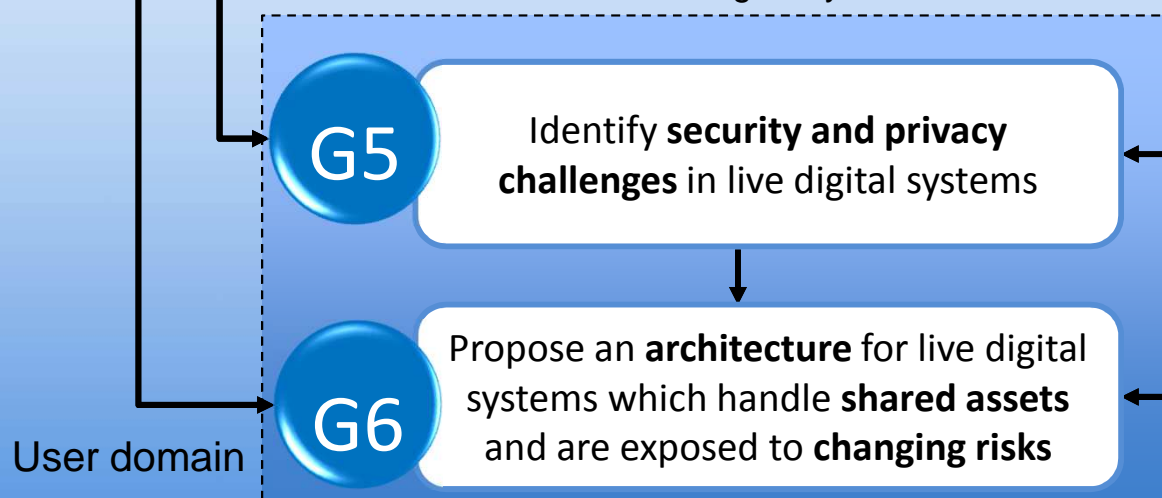 G5
Identify security and privacy
challenges in live digital systems
G6
Propose an architecture for live digital
systems which handle shared assets
and are exposed to changing risks
User domain